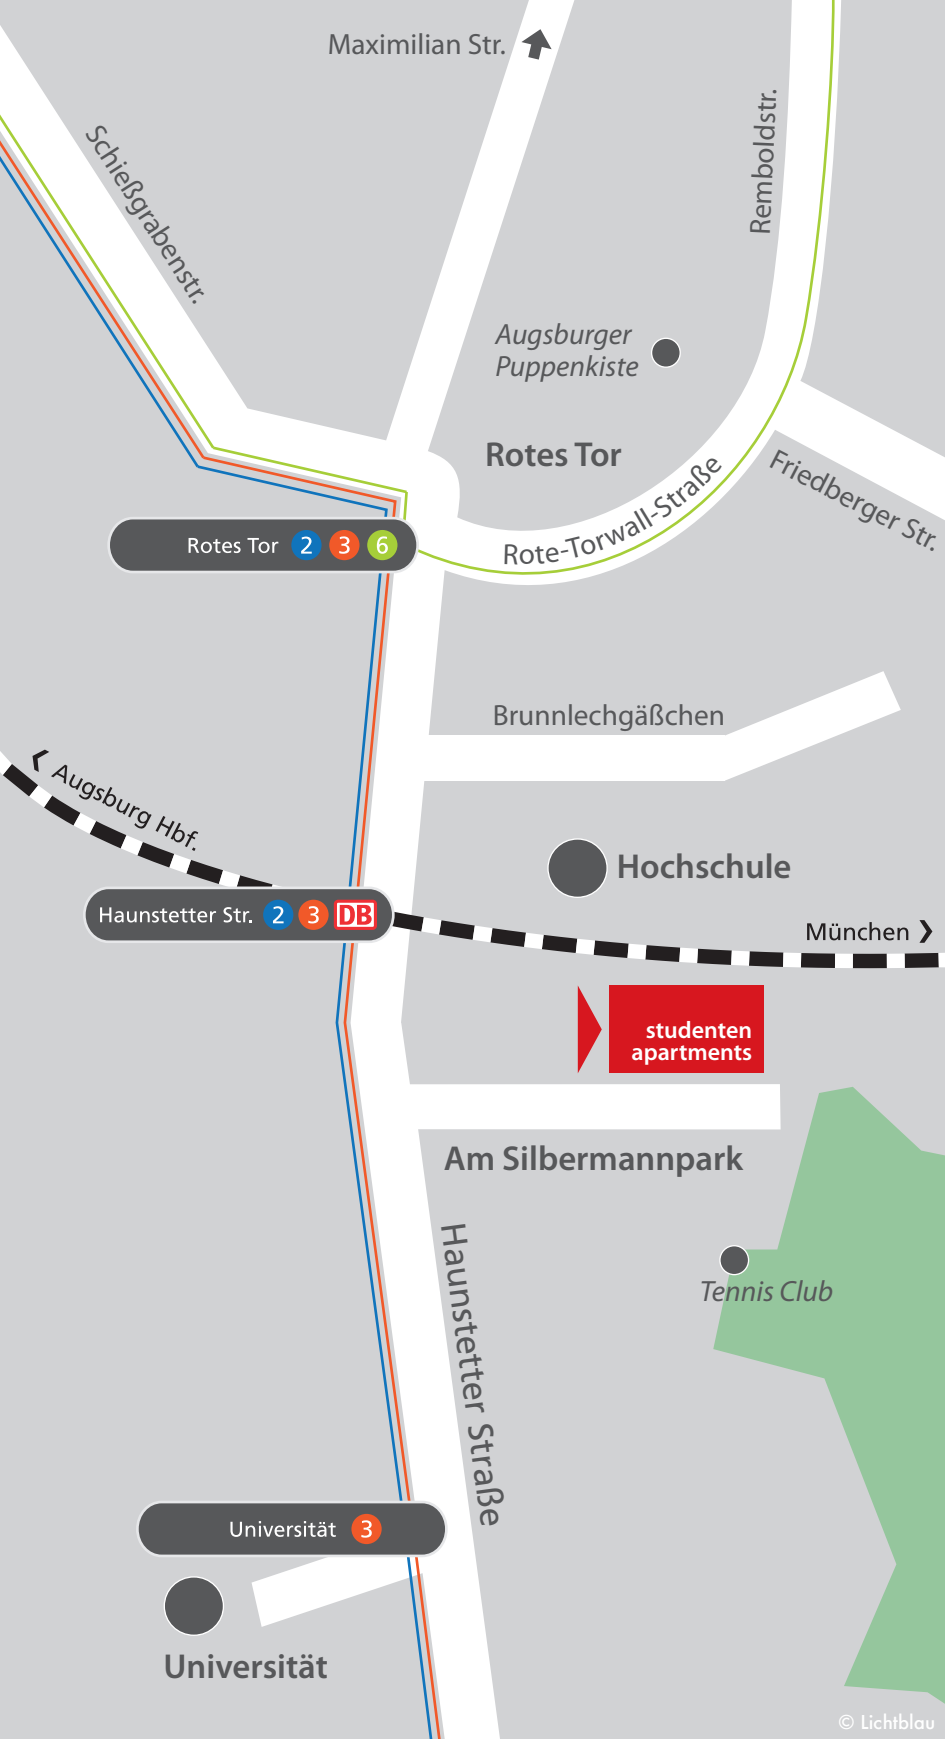 Maximilian Str.
Schießgrabenstr.
Remboldstr.
Augsburger
Puppenkiste
Rotes Tor
Rote-Torwall-Straße
Friedberger Str.
Rotes Tor 2 3 6
Brunnlechgäßchen
Augsburg Hbf.
Hochschule
Haunstetter Str. 2 3 DB
München
studenten
apartments
Am Silbermannpark
Haunstetter Straße
Tennis Club
Universität 3
Universität
© Lichtblau